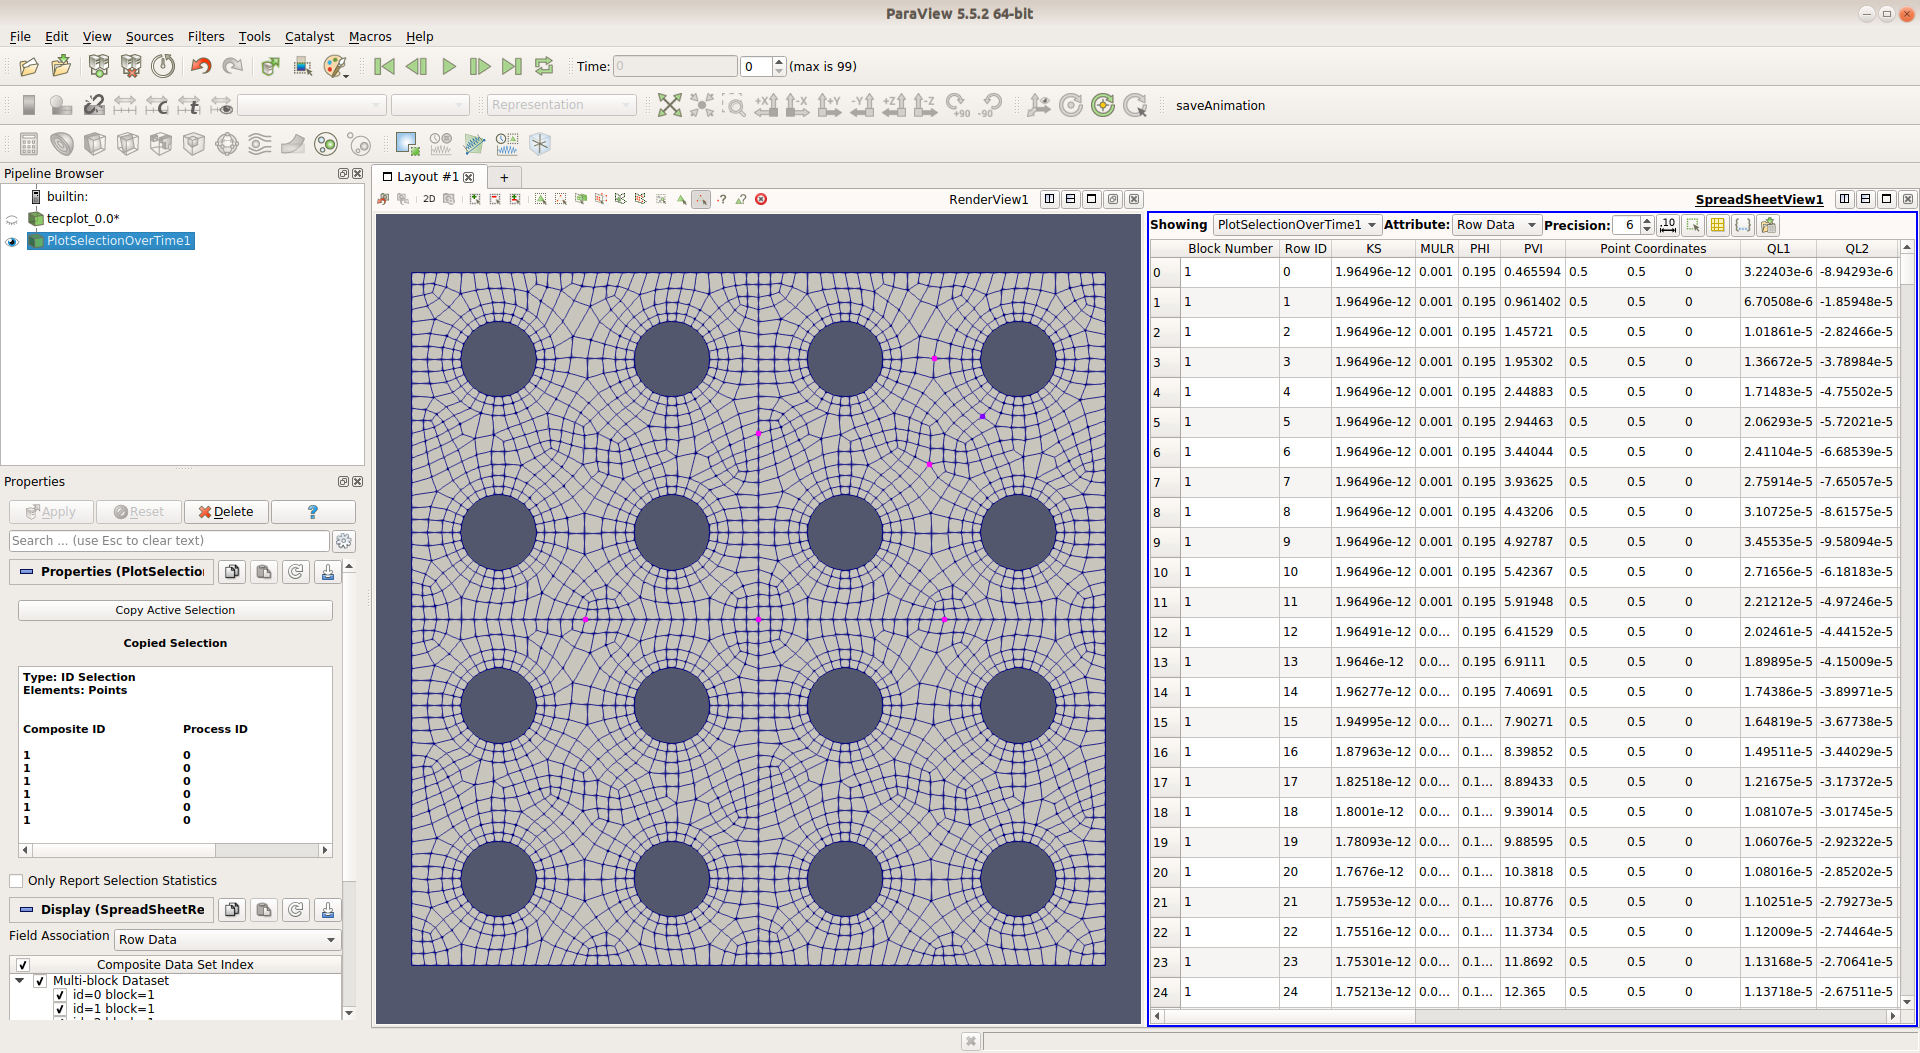 ParaView 5.5.2 64-bit
File Edit View Sources Filters Tools Catalyst Macros Help
Time: 0 0 (max is 99)
Representation
+X -X +Y -Y +Z -Z +90 -90
saveAnimation
Pipeline Browser
builtin:
tecplot_0.0*
PlotSelectionOverTime1
Properties
Apply Reset Delete ?
Search ... (use Esc to clear text)
Properties (PlotSelection
Copy Active Selection
Copied Selection
Type: ID Selection
Elements: Points
Composite ID Process ID
1 0
1 0
1 0
1 0
1 0
1 0
Only Report Selection Statistics
Display (SpreadSheetRe
Field Association Row Data
Composite Data Set Index
Multi-block Dataset
id=0 block=1
id=1 block=1
Layout #1 +
2D
RenderView1
SpreadSheetView1
Showing PlotSelectionOverTime1 Attribute: Row Data Precision: 6
Block Number Row ID KS MULR PHI PVI Point Coordinates QL1 QL2
0 1 0 1.96496e-12 0.001 0.195 0.465594 0.5 0.5 0 3.22403e-6 -8.94293e-6
1 1 1 1.96496e-12 0.001 0.195 0.961402 0.5 0.5 0 6.70508e-6 -1.85948e-5
2 1 2 1.96496e-12 0.001 0.195 1.45721 0.5 0.5 0 1.01861e-5 -2.82466e-5
3 1 3 1.96496e-12 0.001 0.195 1.95302 0.5 0.5 0 1.36672e-5 -3.78984e-5
4 1 4 1.96496e-12 0.001 0.195 2.44883 0.5 0.5 0 1.71483e-5 -4.75502e-5
5 1 5 1.96496e-12 0.001 0.195 2.94463 0.5 0.5 0 2.06293e-5 -5.72021e-5
6 1 6 1.96496e-12 0.001 0.195 3.44044 0.5 0.5 0 2.41104e-5 -6.68539e-5
7 1 7 1.96496e-12 0.001 0.195 3.93625 0.5 0.5 0 2.75914e-5 -7.65057e-5
8 1 8 1.96496e-12 0.001 0.195 4.43206 0.5 0.5 0 3.10725e-5 -8.61575e-5
9 1 9 1.96496e-12 0.001 0.195 4.92787 0.5 0.5 0 3.45535e-5 -9.58094e-5
10 1 10 1.96496e-12 0.001 0.195 5.42367 0.5 0.5 0 2.71656e-5 -6.18183e-5
11 1 11 1.96496e-12 0.001 0.195 5.91948 0.5 0.5 0 2.21212e-5 -4.97246e-5
12 1 12 1.96491e-12 0.0... 0.195 6.41529 0.5 0.5 0 2.02461e-5 -4.44152e-5
13 1 13 1.9646e-12 0.0... 0.195 6.9111 0.5 0.5 0 1.89895e-5 -4.15009e-5
14 1 14 1.96277e-12 0.0... 0.195 7.40691 0.5 0.5 0 1.74386e-5 -3.89971e-5
15 1 15 1.94995e-12 0.0... 0.1... 7.90271 0.5 0.5 0 1.64819e-5 -3.67738e-5
16 1 16 1.87963e-12 0.0... 0.1... 8.39852 0.5 0.5 0 1.49511e-5 -3.44029e-5
17 1 17 1.82518e-12 0.0... 0.1... 8.89433 0.5 0.5 0 1.21675e-5 -3.17372e-5
18 1 18 1.8001e-12 0.0... 0.1... 9.39014 0.5 0.5 0 1.08107e-5 -3.01745e-5
19 1 19 1.78093e-12 0.0... 0.1... 9.88595 0.5 0.5 0 1.06076e-5 -2.92322e-5
20 1 20 1.7676e-12 0.0... 0.1... 10.3818 0.5 0.5 0 1.08016e-5 -2.85202e-5
21 1 21 1.75953e-12 0.0... 0.1... 10.8776 0.5 0.5 0 1.10251e-5 -2.79273e-5
22 1 22 1.75516e-12 0.0... 0.1... 11.3734 0.5 0.5 0 1.12009e-5 -2.74464e-5
23 1 23 1.75301e-12 0.0... 0.1... 11.8692 0.5 0.5 0 1.13168e-5 -2.70641e-5
24 1 24 1.75213e-12 0.0... 0.1... 12.365 0.5 0.5 0 1.13718e-5 -2.67511e-5